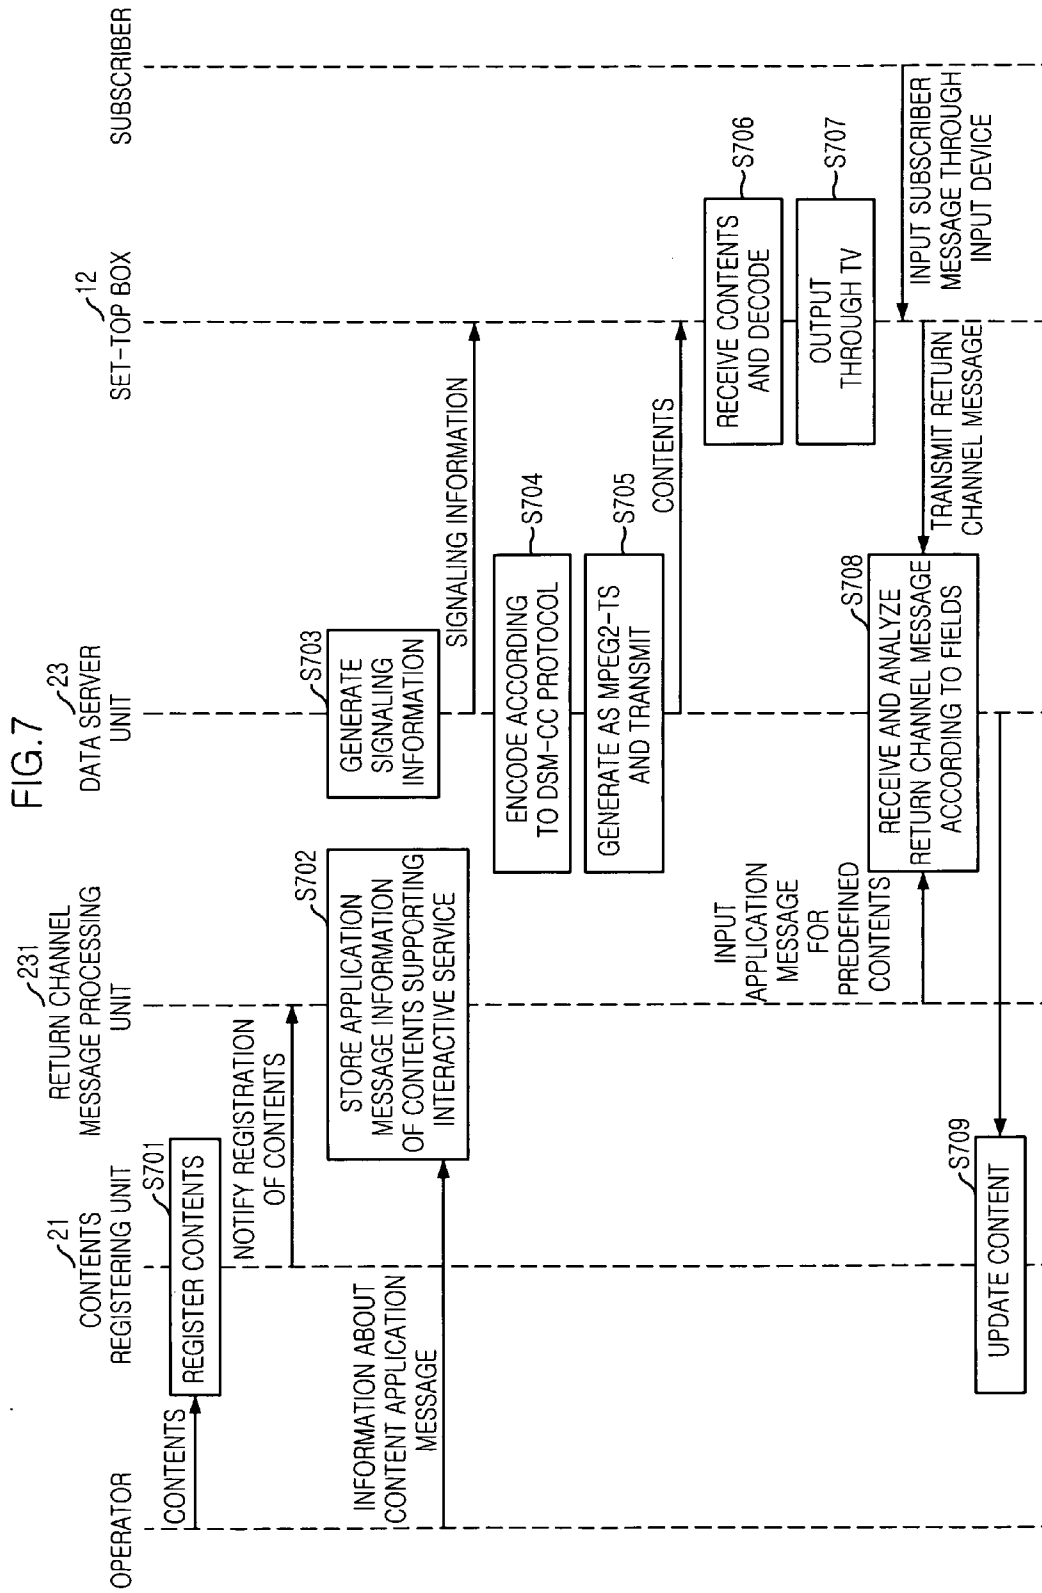 FIG.7
OPERATOR
21
CONTENTS
REGISTERING UNIT
231
RETURN CHANNEL
MESSAGE PROCESSING
UNIT
23
DATA SERVER
UNIT
12
SET-TOP BOX
SUBSCRIBER
CONTENTS
S701
REGISTER CONTENTS
NOTIFY REGISTRATION
OF CONTENTS
INFORMATION ABOUT
CONTENT APPLICATION
MESSAGE
S702
STORE APPLICATION
MESSAGE INFORMATION
OF CONTENTS SUPPORTING
INTERACTIVE SERVICE
S703
GENERATE
SIGNALING
INFORMATION
SIGNALING INFORMATION
S704
ENCODE ACCORDING
TO DSM-CC PROTOCOL
S705
GENERATE AS MPEG2-TS
AND TRANSMIT
CONTENTS
S706
RECEIVE CONTENTS
AND DECODE
S707
OUTPUT
THROUGH TV
INPUT SUBSCRIBER
MESSAGE THROUGH
INPUT DEVICE
TRANSMIT RETURN
CHANNEL MESSAGE
INPUT
APPLICATION
MESSAGE
FOR
PREDEFINED
CONTENTS
S708
RECEIVE AND ANALYZE
RETURN CHANNEL MESSAGE
ACCORDING TO FIELDS
S709
UPDATE CONTENT